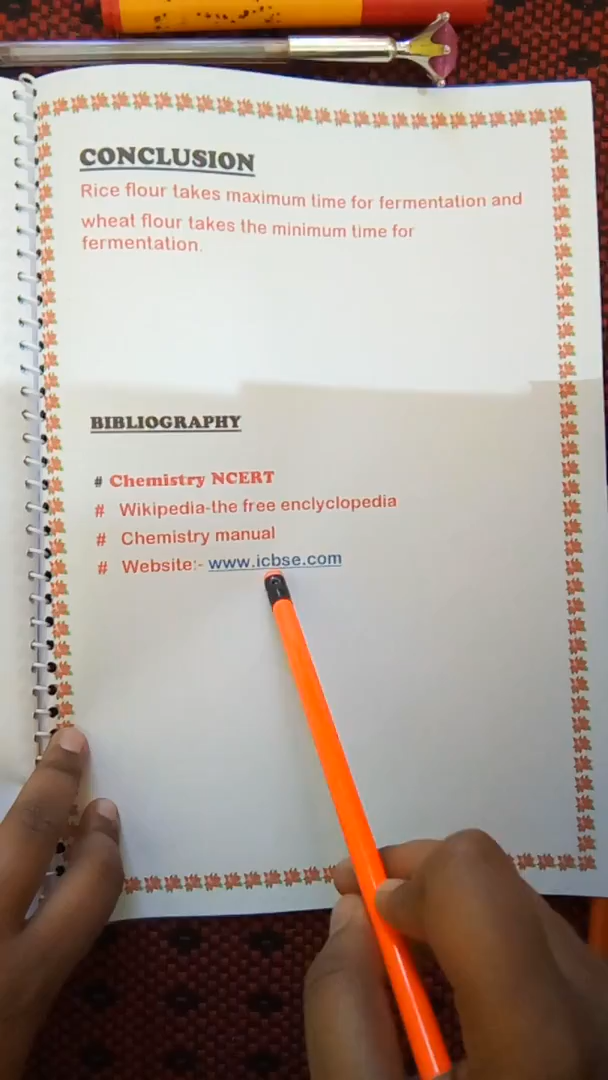 CONCLUSION
Rice flour takes maximum time for fermentation and
wheat flour takes the minimum time for
fermentation.
BIBLIOGRAPHY
# Chemistry NCERT
# Wikipedia-the free enclyclopedia
# Chemistry manual
# Website:- www.icbse.com